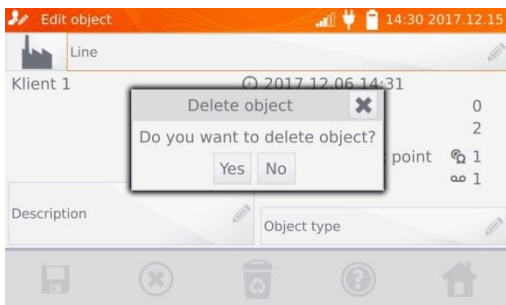 Edit object 14:30 2017.12.15
Line
Klient 1 2017.12.06 14:31
Delete object
0
Do you want to delete object?
2
point 1
Yes No
1
Description
Object type